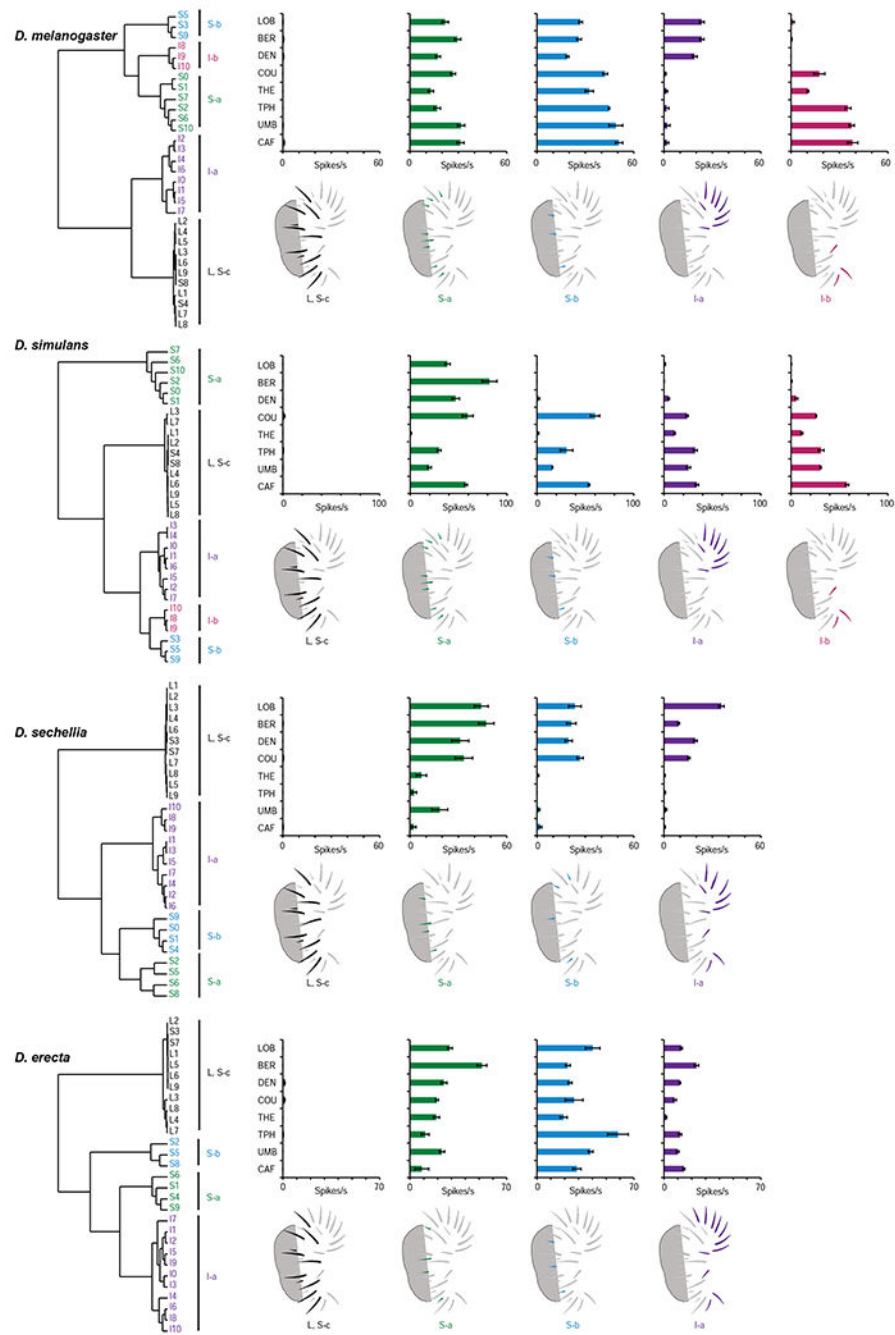 D. melanogaster
S5
S3
S9
S-b
I8
I9
I10
I-b
S0
S1
S7
S2
S6
S10
S-a
I2
I3
I4
I6
I0
I1
I5
I7
I-a
L2
L4
L5
L3
L6
L9
S8
L1
S4
L7
L8
L, S-c
LOB
BER
DEN
COU
THE
TPH
UMB
CAF
0 60
Spikes/s
0 60
Spikes/s
0 60
Spikes/s
0 60
Spikes/s
0 60
Spikes/s
L, S-c
S-a
S-b
I-a
I-b
D. simulans
S7
S6
S10
S2
S0
S1
S-a
L3
L7
L1
L2
S4
S8
L4
L6
L9
L5
L8
L, S-c
I3
I4
I0
I1
I6
I5
I2
I7
I-a
I10
I8
I9
I-b
S3
S5
S9
S-b
LOB
BER
DEN
COU
THE
TPH
UMB
CAF
0 100
Spikes/s
0 100
Spikes/s
0 100
Spikes/s
0 100
Spikes/s
0 100
Spikes/s
L, S-c
S-a
S-b
I-a
I-b
D. sechellia
L1
L2
L3
L4
L6
S3
S7
L7
L8
L5
L9
L, S-c
I10
I8
I9
I1
I3
I5
I7
I4
I2
I6
I-a
S9
S0
S1
S4
S-b
S2
S5
S6
S8
S-a
LOB
BER
DEN
COU
THE
TPH
UMB
CAF
0 60
Spikes/s
0 60
Spikes/s
0 60
Spikes/s
0 60
Spikes/s
L, S-c
S-a
S-b
I-a
D. erecta
L2
S3
S7
L1
L5
L6
L9
L3
L8
L4
L7
L, S-c
S2
S5
S8
S-b
S6
S1
S4
S9
S-a
I7
I1
I2
I5
I9
I0
I3
I4
I6
I8
I10
I-a
LOB
BER
DEN
COU
THE
TPH
UMB
CAF
0 70
Spikes/s
0 70
Spikes/s
0 70
Spikes/s
0 70
Spikes/s
L, S-c
S-a
S-b
I-a